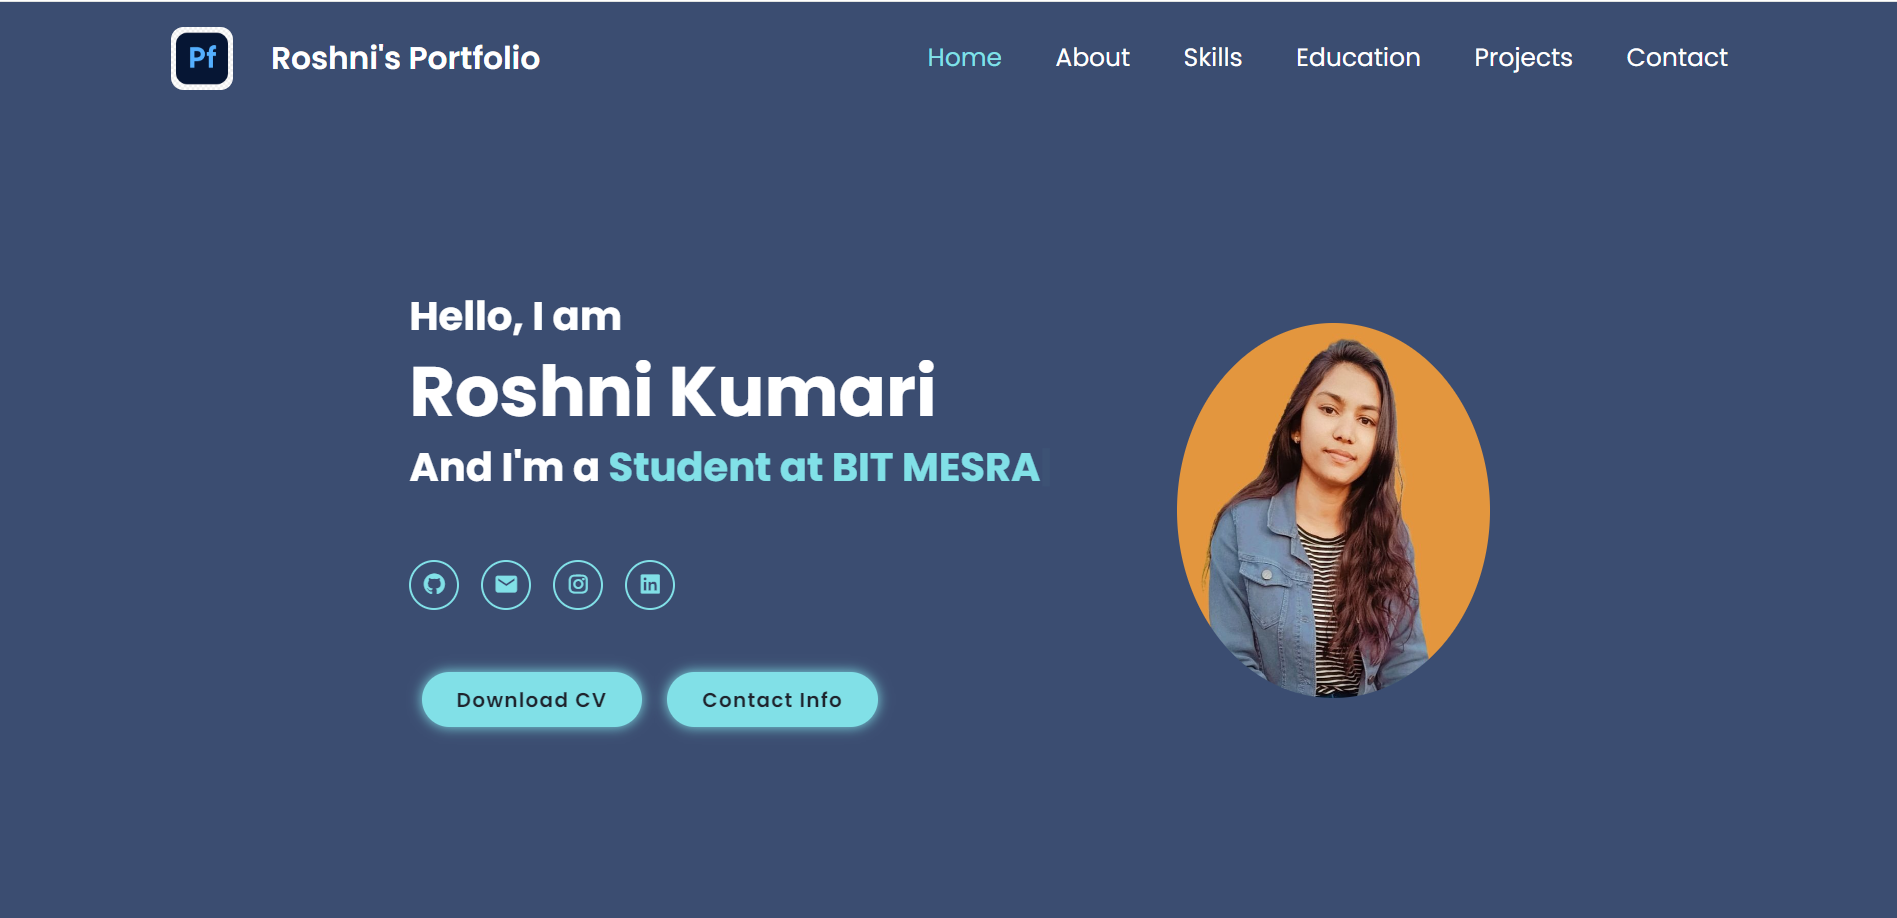 Pf
Roshni's Portfolio
Home
About
Skills
Education
Projects
Contact
Hello, I am
Roshni Kumari
And I'm a Student at BIT MESRA
in
Download CV
Contact Info